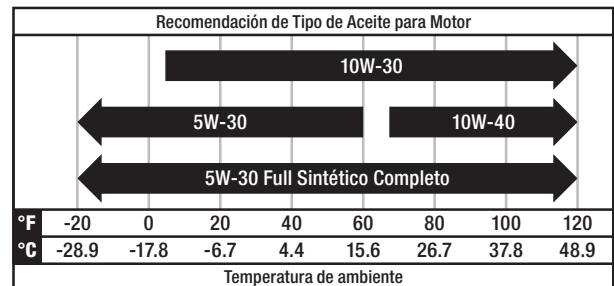 Recomendación de Tipo de Aceite para Motor
10W-30
5W-30 10W-40
5W-30 Full Sintético Completo
°F -20 0 20 40 60 80 100 120
°C -28.9 -17.8 -6.7 4.4 15.6 26.7 37.8 48.9
Temperatura de ambiente